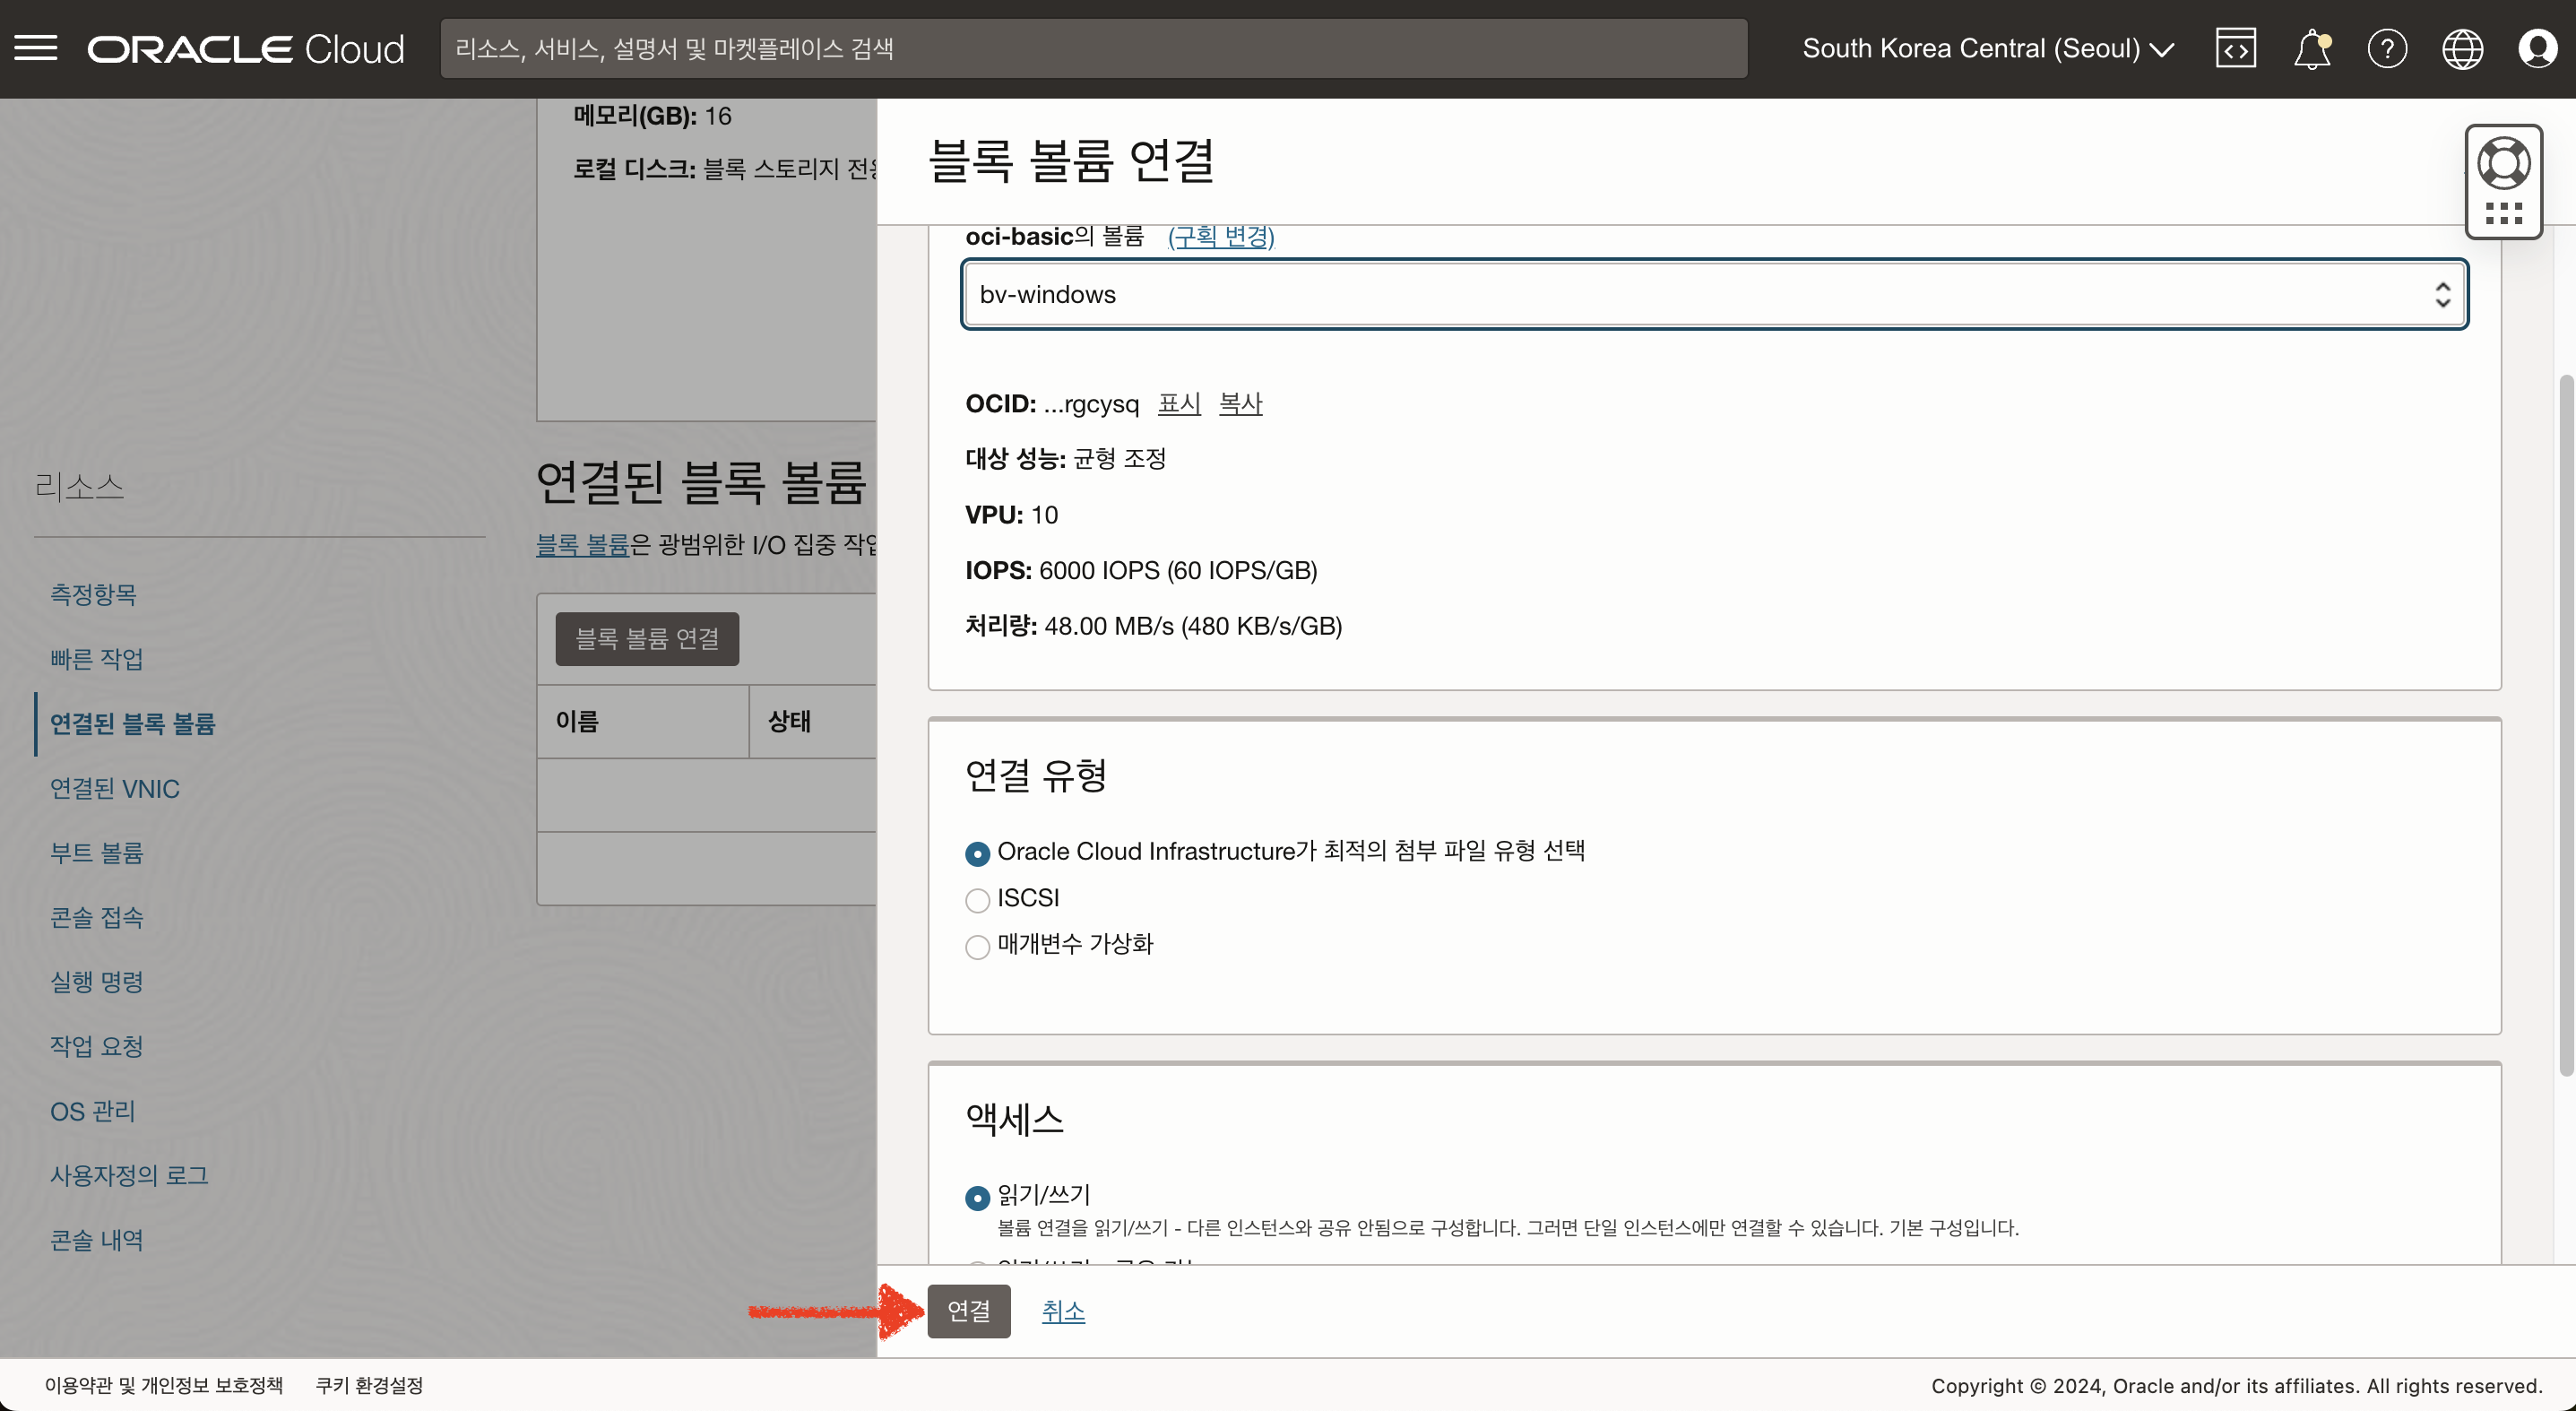 ORACLE Cloud
리소스, 서비스, 설명서 및 마켓플레이스 검색
South Korea Central (Seoul)
메모리(GB): 16
로컬 디스크: 블록 스토리지 전용
리소스
측정항목
빠른 작업
연결된 블록 볼륨
연결된 VNIC
부트 볼륨
콘솔 접속
실행 명령
작업 요청
OS 관리
사용자정의 로그
콘솔 내역
연결된 블록 볼륨
블록 볼륨은 광범위한 I/O 집중 작업
블록 볼륨 연결
이름 상태
블록 볼륨 연결
oci-basic의 볼륨 (구획 변경)
bv-windows
OCID: ...rgcysq 표시 복사
대상 성능: 균형 조정
VPU: 10
IOPS: 6000 IOPS (60 IOPS/GB)
처리량: 48.00 MB/s (480 KB/s/GB)
연결 유형
Oracle Cloud Infrastructure가 최적의 첨부 파일 유형 선택
ISCSI
매개변수 가상화
액세스
읽기/쓰기
볼륨 연결을 읽기/쓰기 - 다른 인스턴스와 공유 안됨으로 구성합니다. 그러면 단일 인스턴스에만 연결할 수 있습니다. 기본 구성입니다.
연결 취소
이용약관 및 개인정보 보호정책 쿠키 환경설정
Copyright © 2024, Oracle and/or its affiliates. All rights reserved.